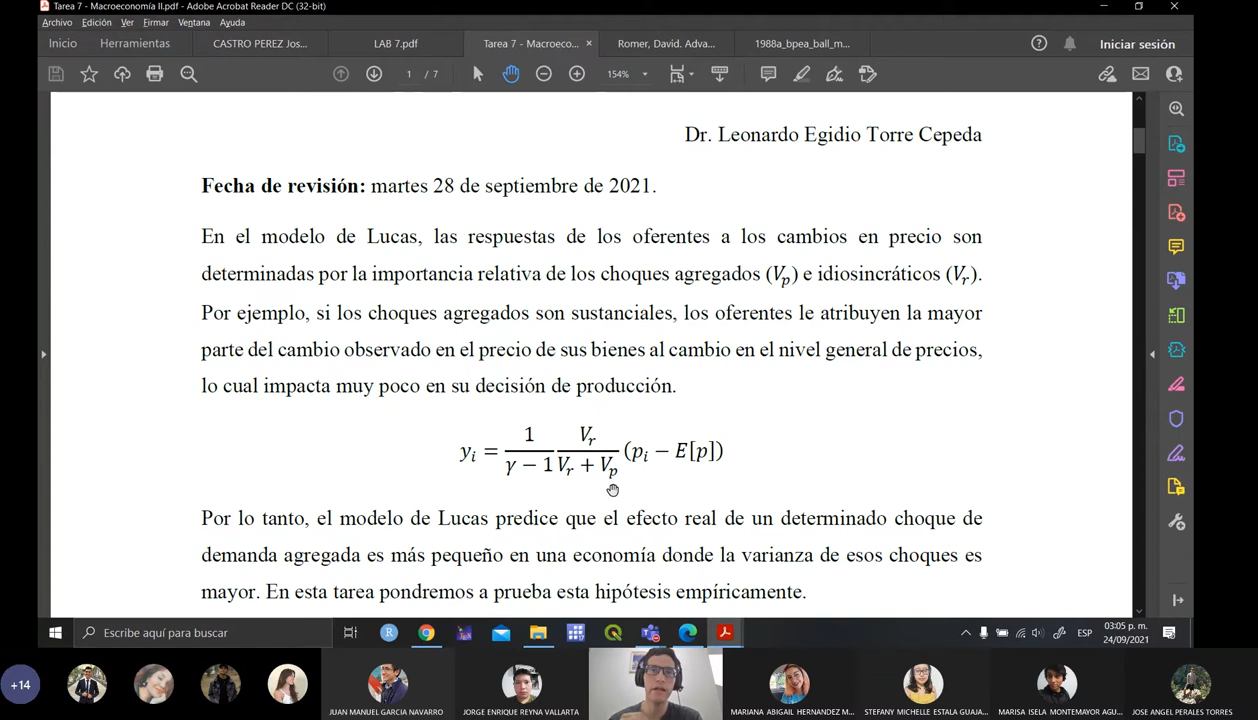 Tarea 7 - Macroeconomía II.pdf - Adobe Acrobat Reader DC (32-bit)
Archivo Edición Ver Firmar Ventana Ayuda
Inicio Herramientas CASTRO PEREZ Jos... LAB 7.pdf Tarea 7 - Macroeco... × Romer, David. Adva... 1988a_bpea_ball_m... Iniciar sesión
1 / 7 154%
Dr. Leonardo Egidio Torre Cepeda
Fecha de revisión: martes 28 de septiembre de 2021.
En el modelo de Lucas, las respuestas de los oferentes a los cambios en precio son
determinadas por la importancia relativa de los choques agregados (Vp) e idiosincráticos (Vr).
Por ejemplo, si los choques agregados son sustanciales, los oferentes le atribuyen la mayor
parte del cambio observado en el precio de sus bienes al cambio en el nivel general de precios,
lo cual impacta muy poco en su decisión de producción.
yi = 1/(γ − 1) Vr/(Vr + Vp) (pi − E[p])
Por lo tanto, el modelo de Lucas predice que el efecto real de un determinado choque de
demanda agregada es más pequeño en una economía donde la varianza de esos choques es
mayor. En esta tarea pondremos a prueba esta hipótesis empíricamente.
Escribe aquí para buscar ESP 03:05 p. m.
24/09/2021
+14 JUAN MANUEL GARCIA NAVARRO JORGE ENRIQUE REYNA VALLARTA MARIANA ABIGAIL HERNANDEZ M... STEFANY MICHELLE ESTALA GUAJA... MARISA ISELA MONTEMAYOR AGU... JOSE ANGEL PERALES TORRES